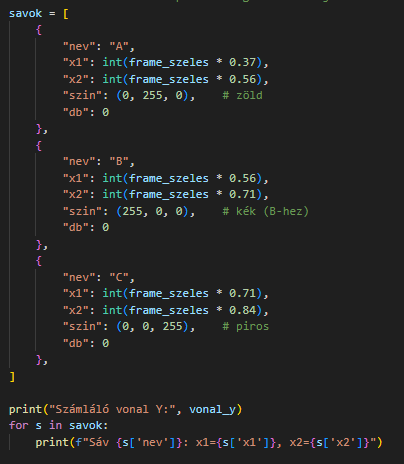 savok = [
    {
        "nev": "A",
        "x1": int(frame_szeles * 0.37),
        "x2": int(frame_szeles * 0.56),
        "szin": (0, 255, 0),    # zöld
        "db": 0
    },
    {
        "nev": "B",
        "x1": int(frame_szeles * 0.56),
        "x2": int(frame_szeles * 0.71),
        "szin": (255, 0, 0),    # kék (B-hez)
        "db": 0
    },
    {
        "nev": "C",
        "x1": int(frame_szeles * 0.71),
        "x2": int(frame_szeles * 0.84),
        "szin": (0, 0, 255),    # piros
        "db": 0
    },
]

print("Számláló vonal Y:", vonal_y)
for s in savok:
    print(f"Sáv {s['nev']}: x1={s['x1']}, x2={s['x2']}")